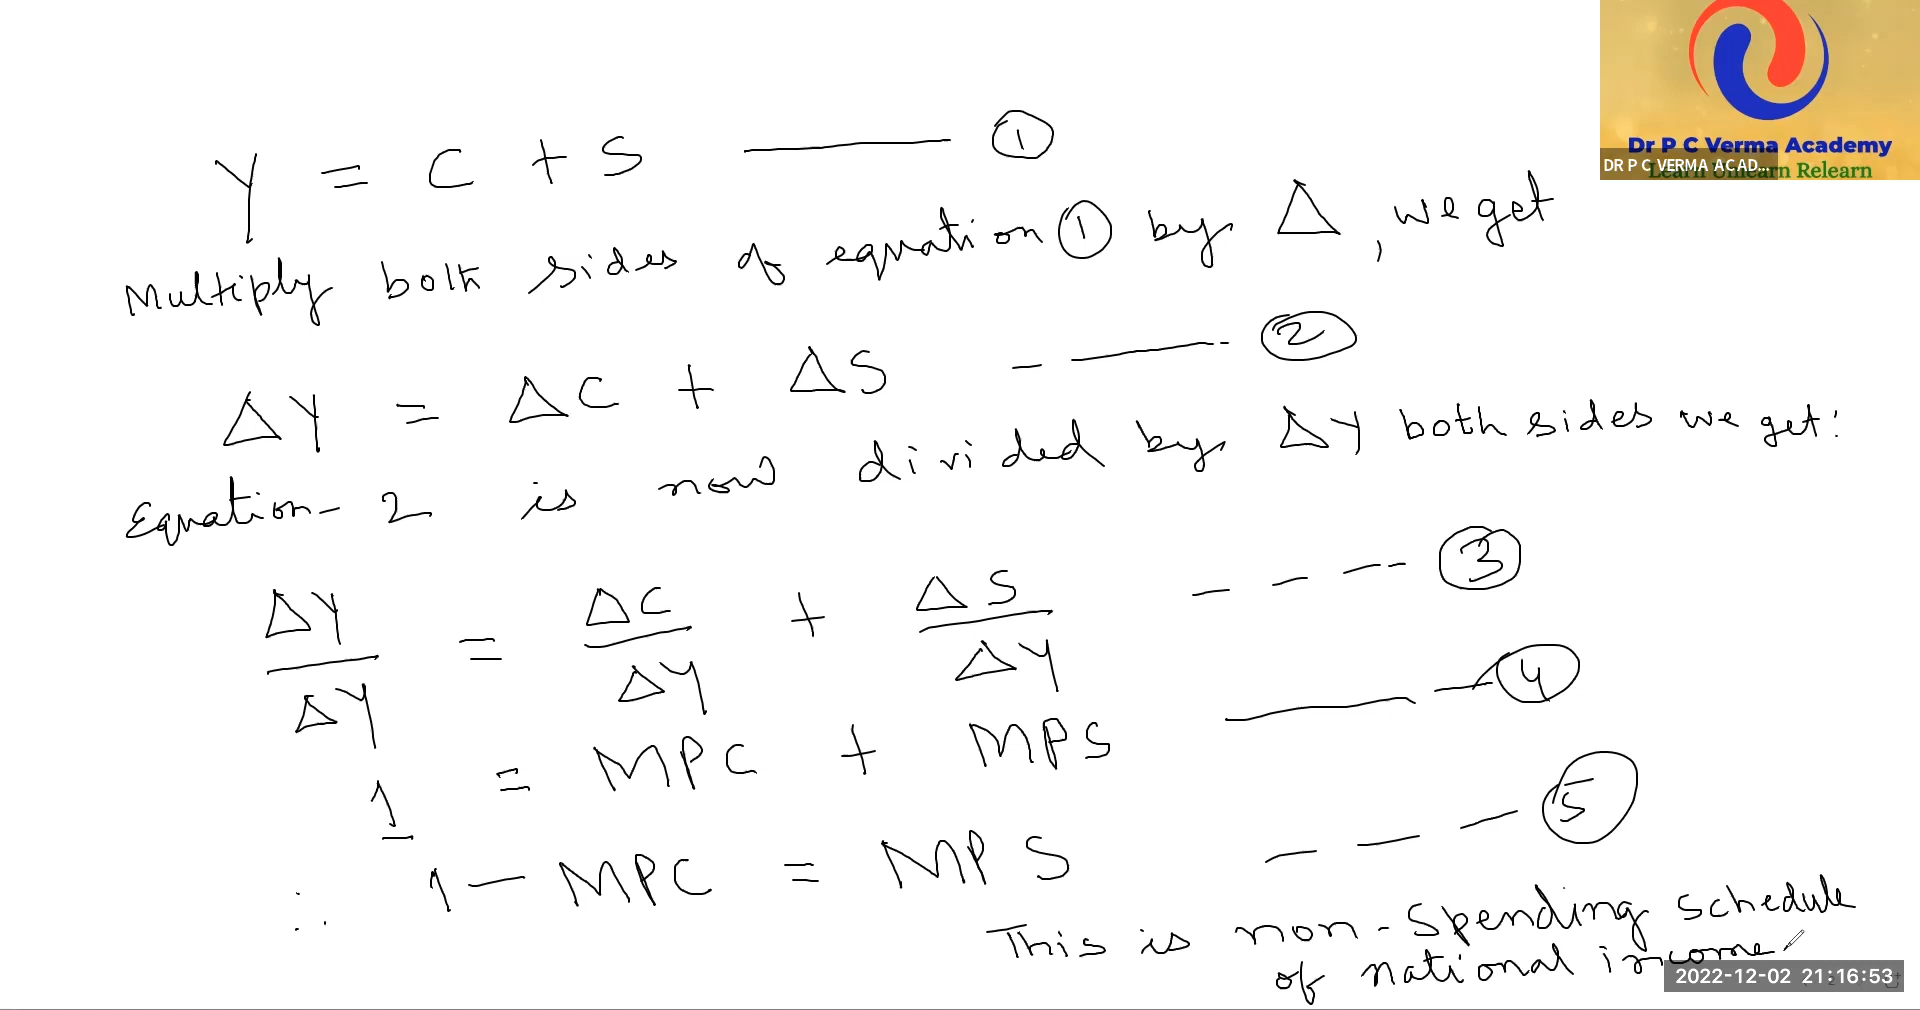 Dr P C Verma Academy
DR P C VERMA ACAD...
Learn Unlearn Relearn
Y = C + S ——— ①
Multiply both sides of equation ① by Δ, we get
ΔY = ΔC + ΔS - ——— ②
Equation - 2 is now divided by ΔY both sides we get:
ΔY/ΔY = ΔC/ΔY + ΔS/ΔY - - - - ③
1 = MPC + MPS ——— ④
∴ 1 - MPC = MPS - - - ⑤
This is non-spending schedule
of national income
2022-12-02 21:16:53